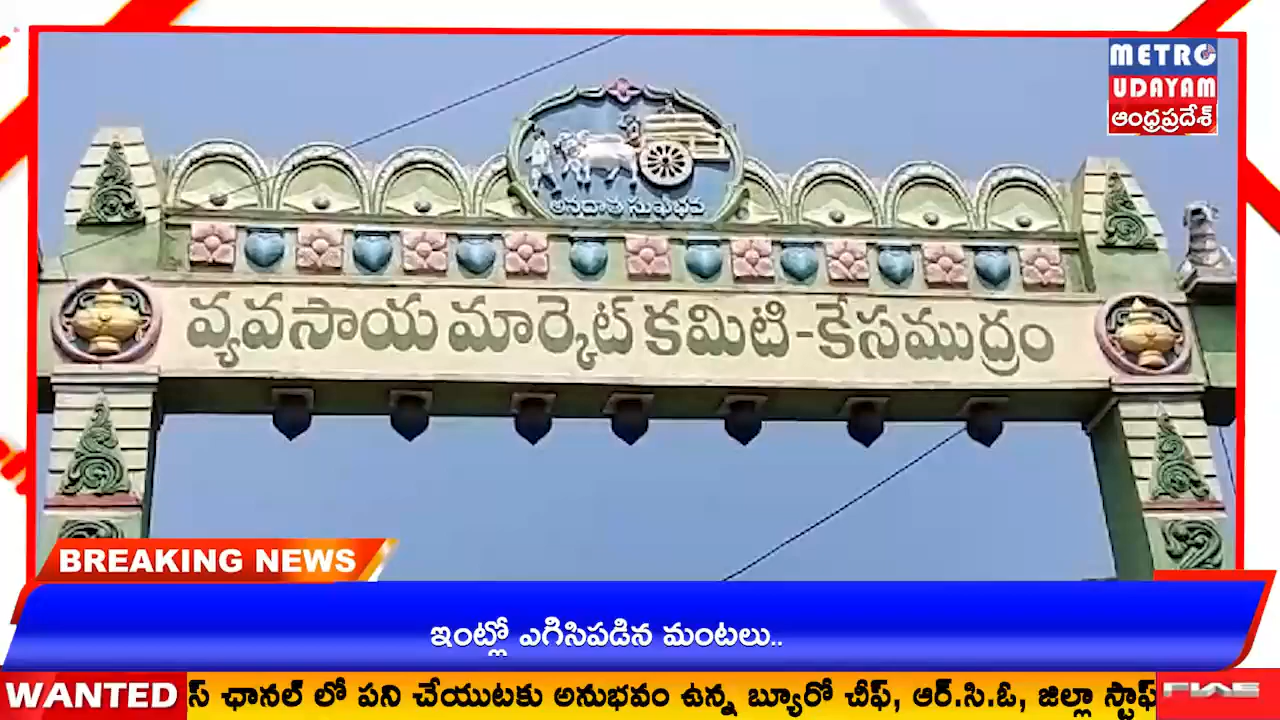 METRO
UDAYAM
ఆంధ్రప్రదేశ్
అన్నదాత సుఖీభవ
వ్యవసాయ మార్కెట్ కమిటి-కేసముద్రం
BREAKING NEWS
ఇంట్లో ఎగిసిపడిన మంటలు..
WANTED
స్ ఛానల్ లో పని చేయుటకు అనుభవం ఉన్న బ్యూరో చీఫ్, ఆర్.సి.ఓ, జిల్లా స్టాఫ్